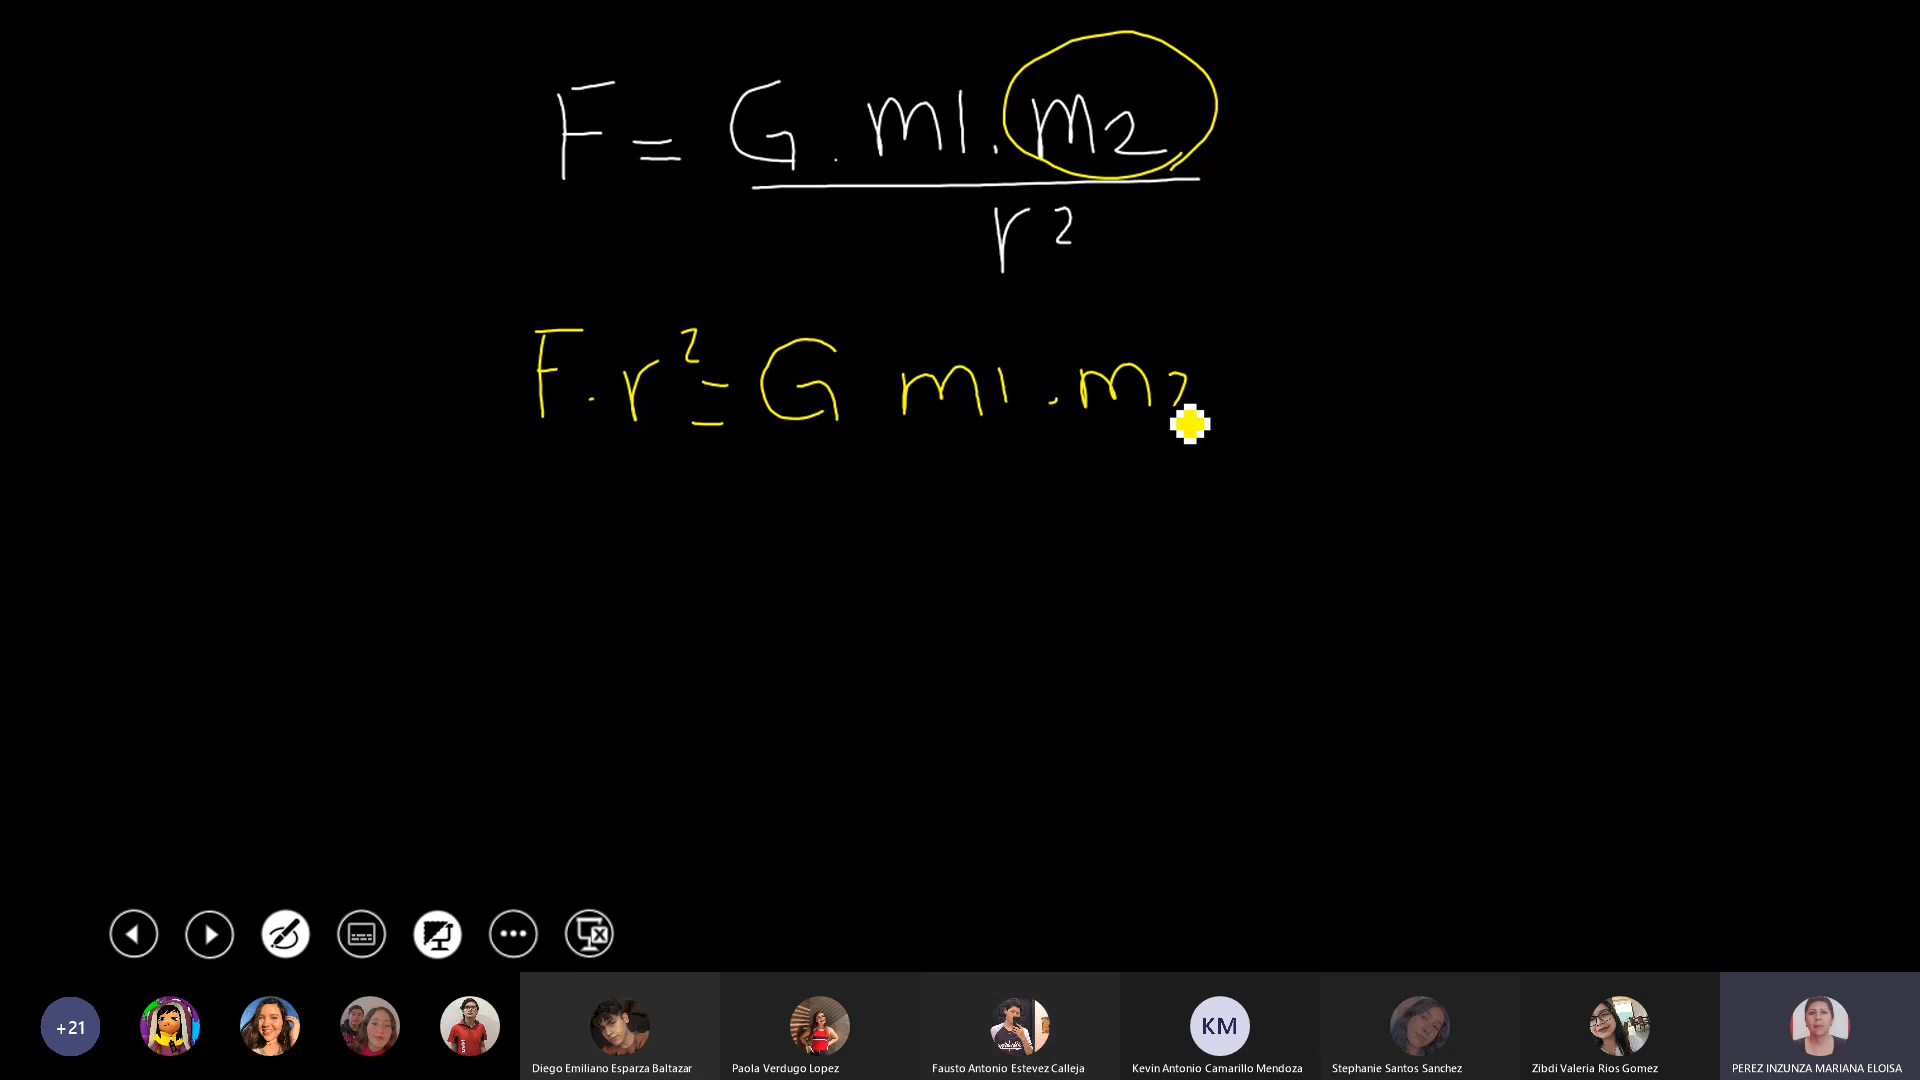 F = G . m1 . m2
r²
F . r² = G m1 . m2
+21
KM
Diego Emiliano Esparza Baltazar
Paola Verdugo Lopez
Fausto Antonio Estevez Calleja
Kevin Antonio Camarillo Mendoza
Stephanie Santos Sanchez
Zibdi Valeria Rios Gomez
PEREZ INZUNZA MARIANA ELOISA